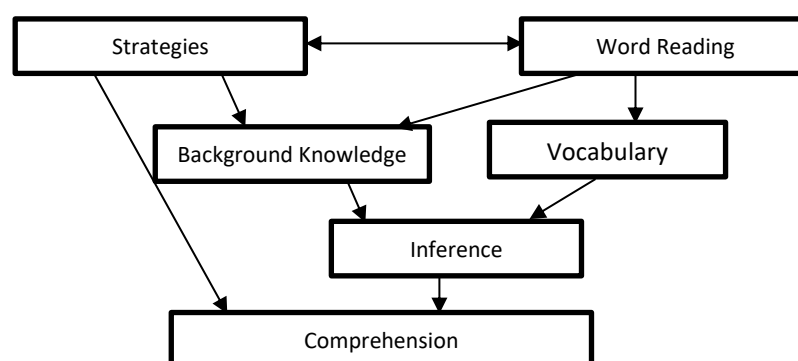 Strategies
Word Reading
Background Knowledge
Vocabulary
Inference
Comprehension